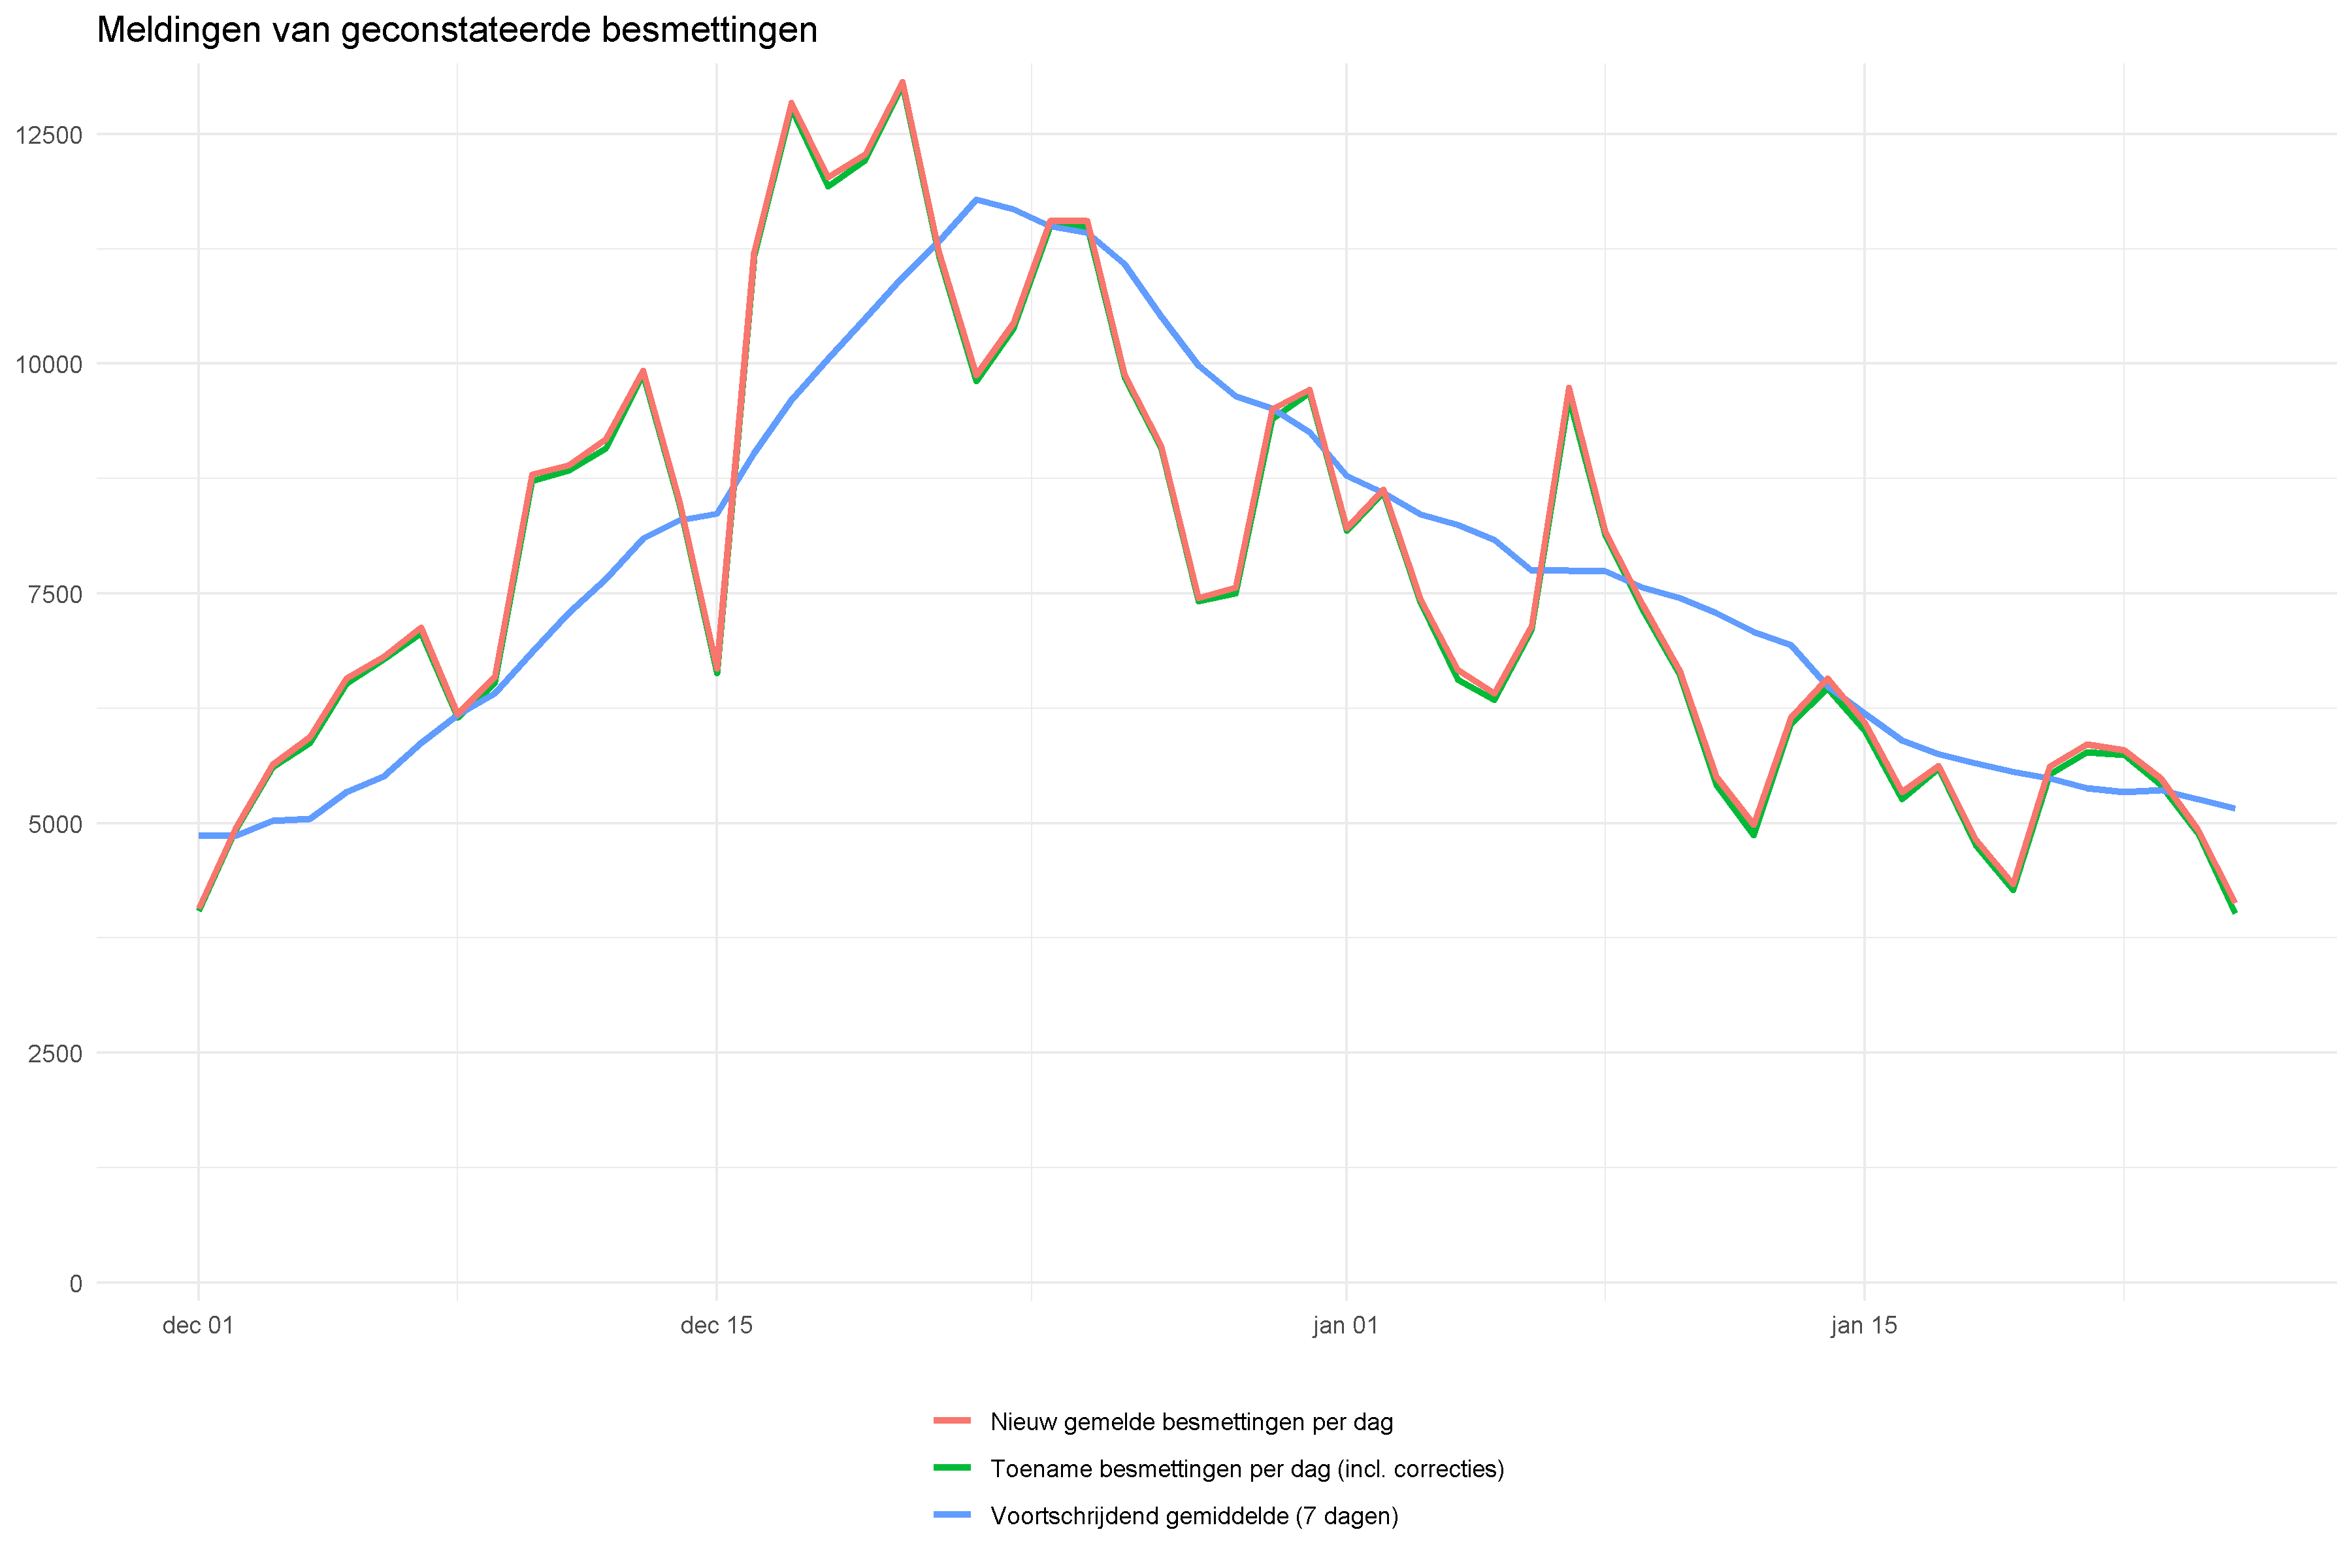 Meldingen van geconstateerde besmettingen
12500
10000
7500
5000
2500
0
dec 01 dec 15 jan 01 jan 15
Nieuw gemelde besmettingen per dag
Toename besmettingen per dag (incl. correcties)
Voortschrijdend gemiddelde (7 dagen)